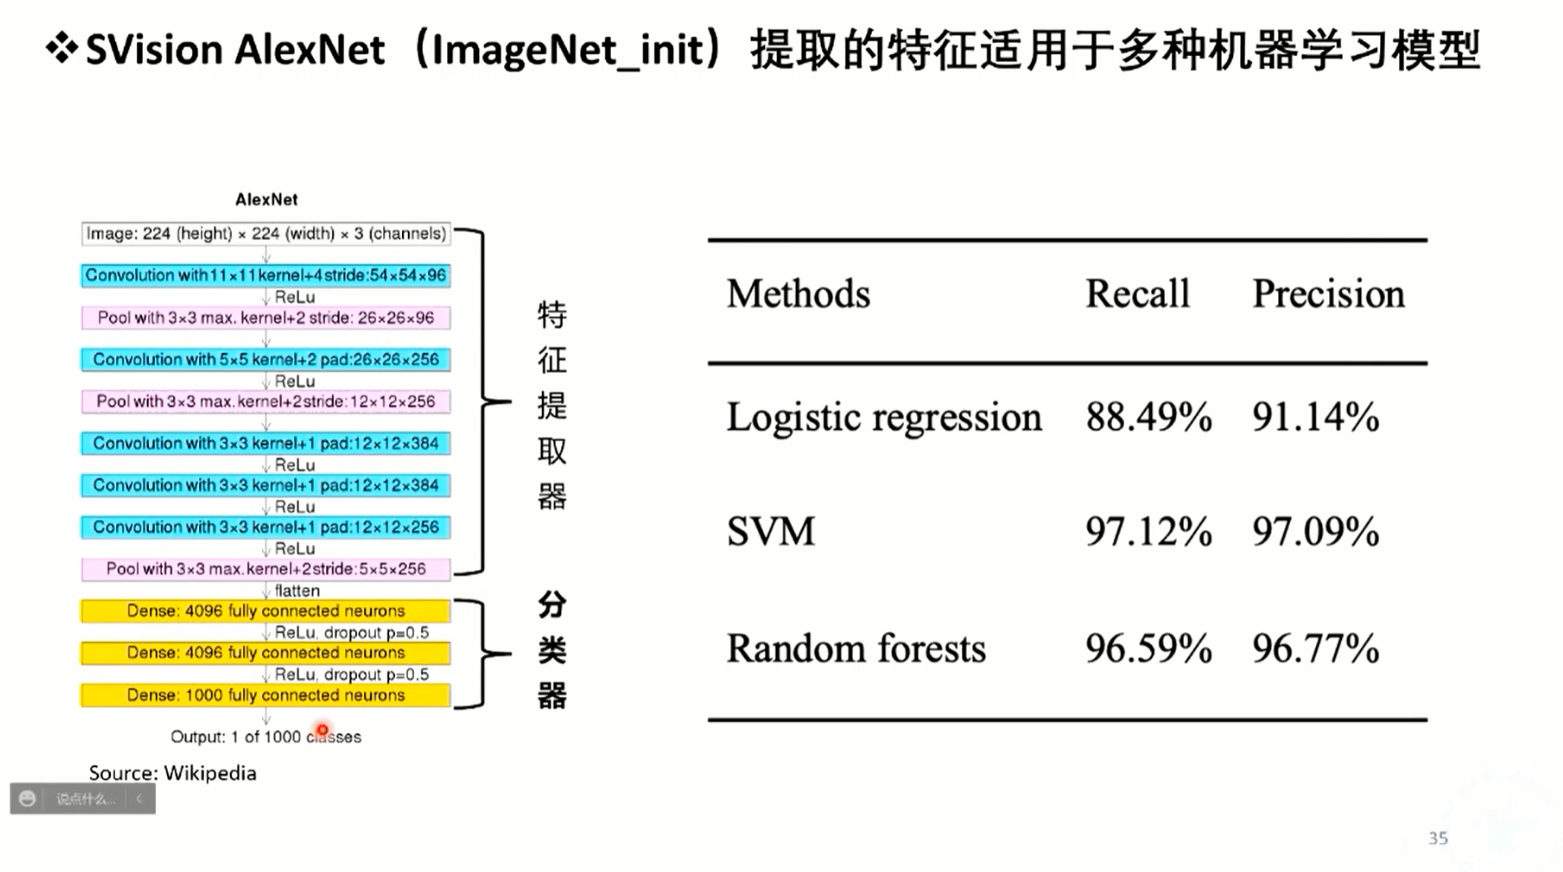 ❖SVision AlexNet（ImageNet_init）提取的特征适用于多种机器学习模型
AlexNet
Image: 224 (height) × 224 (width) × 3 (channels)
Convolution with 11×11 kernel+4 stride:54×54×96
ReLu
Pool with 3×3 max. kernel+2 stride: 26×26×96
Convolution with 5×5 kernel+2 pad:26×26×256
ReLu
Pool with 3×3 max. kernel+2 stride: 12×12×256
Convolution with 3×3 kernel+1 pad:12×12×384
ReLu
Convolution with 3×3 kernel+1 pad:12×12×384
ReLu
Convolution with 3×3 kernel+1 pad:12×12×256
ReLu
Pool with 3×3 max. kernel+2 stride: 5×5×256
flatten
Dense: 4096 fully connected neurons
ReLu, dropout p=0.5
Dense: 4096 fully connected neurons
ReLu, dropout p=0.5
Dense: 1000 fully connected neurons
Output: 1 of 1000 classes
Source: Wikipedia
特征提取器
分类器
Methods Recall Precision
Logistic regression 88.49% 91.14%
SVM 97.12% 97.09%
Random forests 96.59% 96.77%
说点什么...
35